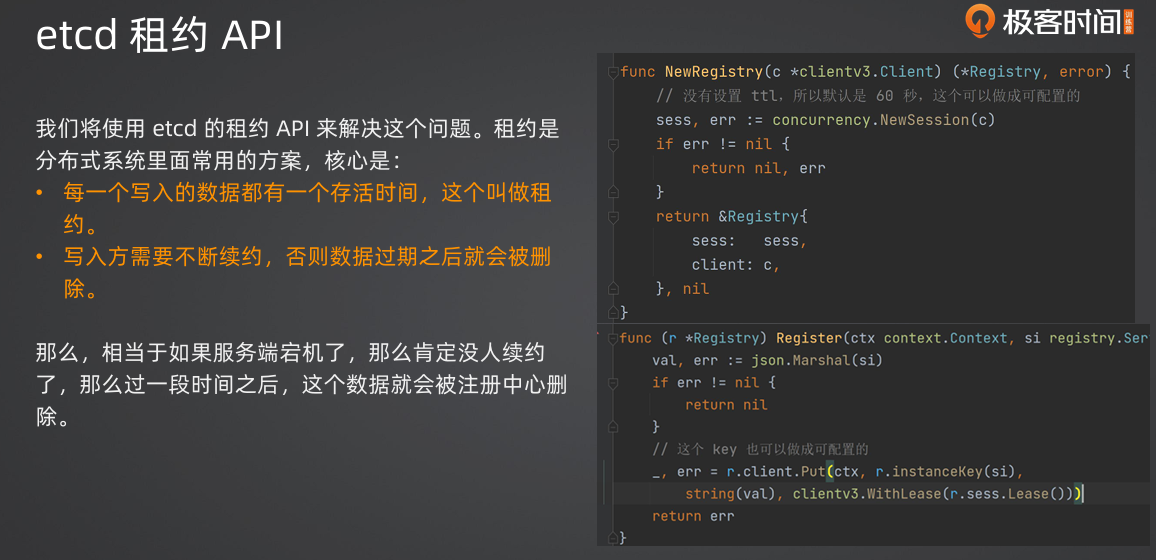 etcd 租约 API
极客时间 训练营
我们将使用 etcd 的租约 API 来解决这个问题。租约是
分布式系统里面常用的方案，核心是：
• 每一个写入的数据都有一个存活时间，这个叫做租
约。
• 写入方需要不断续约，否则数据过期之后就会被删
除。
那么，相当于如果服务端宕机了，那么肯定没人续约
了，那么过一段时间之后，这个数据就会被注册中心删
除。
func NewRegistry(c *clientv3.Client) (*Registry, error) {
// 没有设置 ttl，所以默认是 60 秒，这个可以做成可配置的
sess, err := concurrency.NewSession(c)
if err != nil {
return nil, err
}
return &Registry{
sess: sess,
client: c,
}, nil
}
func (r *Registry) Register(ctx context.Context, si registry.Ser
val, err := json.Marshal(si)
if err != nil {
return nil
}
// 这个 key 也可以做成可配置的
_, err = r.client.Put(ctx, r.instanceKey(si),
string(val), clientv3.WithLease(r.sess.Lease()))
return err
}